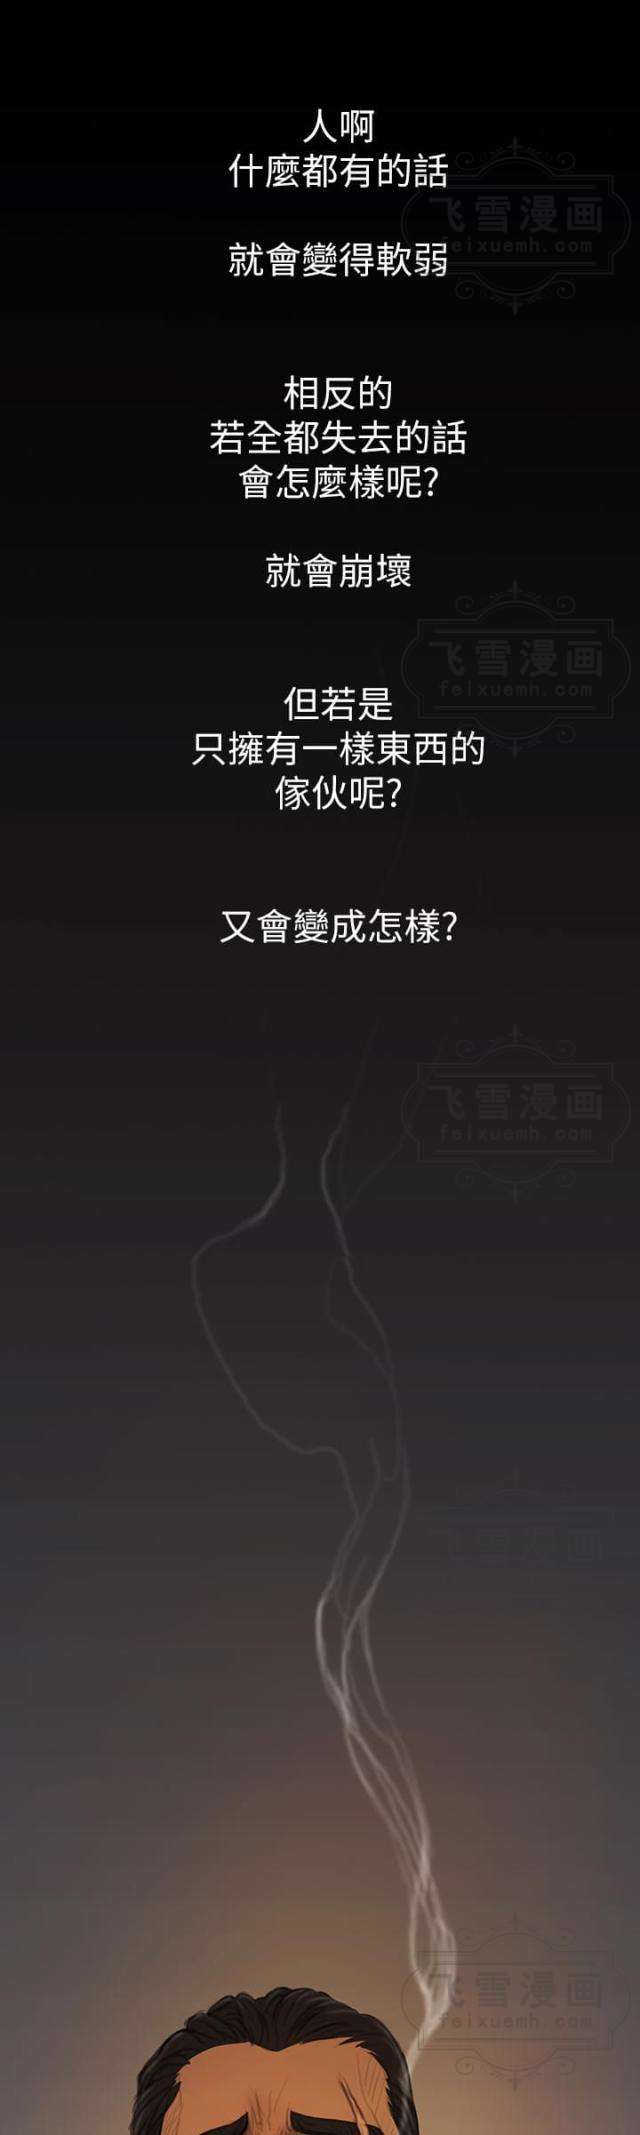 人啊
什麼都有的話
就會變得軟弱
相反的
若全都失去的話
會怎麼樣呢?
就會崩壞
但若是
只擁有一樣東西的
傢伙呢?
又會變成怎樣?
飞雪漫画
feixuemh.com
飞雪漫画
feixuemh.com
飞雪漫画
feixuemh.com
飞雪漫画
飞雪漫画
feixuemh.com